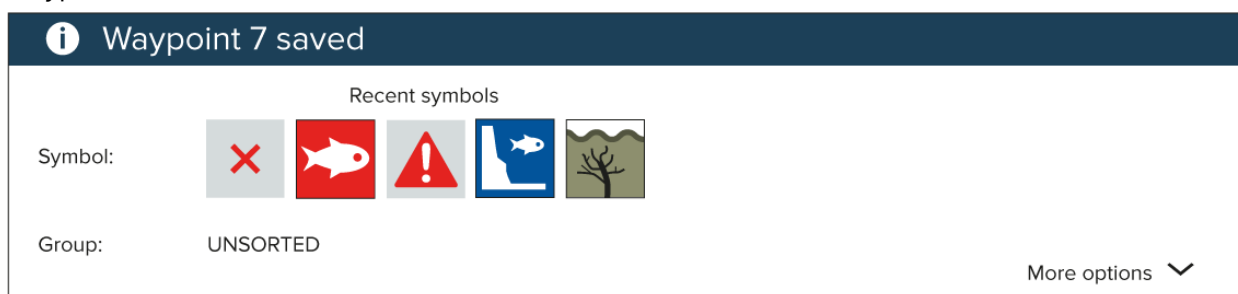 Waypoint 7 saved
Recent symbols
Symbol:
Group: UNSORTED
More options